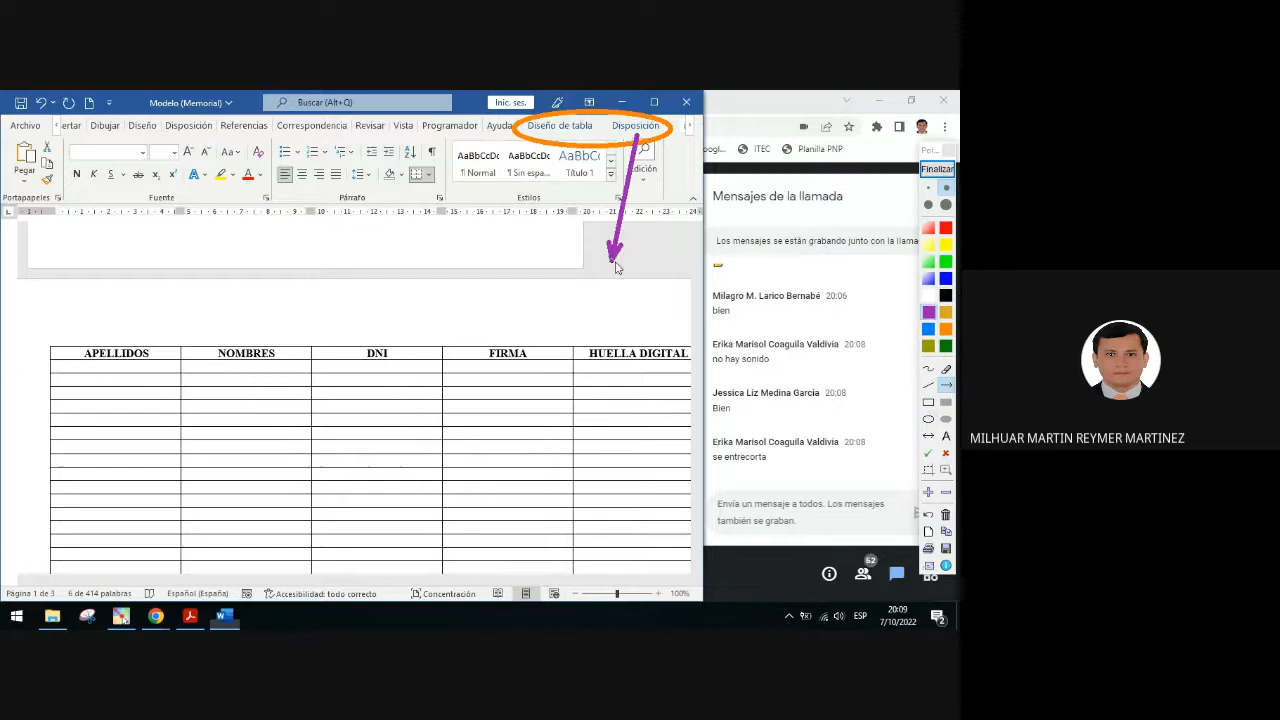 Modelo (Memorial)
Buscar (Alt+Q)
Inic. ses.
Archivo
ertar
Dibujar
Diseño
Disposición
Referencias
Correspondencia
Revisar
Vista
Programador
Ayuda
Diseño de tabla
Disposición
Pegar
N K S
Aa
A
AaBbCcDc
AaBbCcDc
AaBbC
¶ Normal
¶ Sin espa...
Título 1
Edición
Portapapeles
Fuente
Párrafo
Estilos
APELLIDOS
NOMBRES
DNI
FIRMA
HUELLA DIGITAL
Página 1 de 3
6 de 414 palabras
Español (España)
Accesibilidad: todo correcto
Concentración
100%
oogl...
ITEC
Planilla PNP
Mensajes de la llamada
Los mensajes se están grabando junto con la llama
Milagro M. Larico Bernabé 20:06
bien
Erika Marisol Coaguila Valdivia 20:08
no hay sonido
Jessica Liz Medina Garcia 20:08
Bien
Erika Marisol Coaguila Valdivia 20:08
se entrecorta
Envía un mensaje a todos. Los mensajes
también se graban.
52
Finalizar
A
ESP
20:09
7/10/2022
2
MILHUAR MARTIN REYMER MARTINEZ